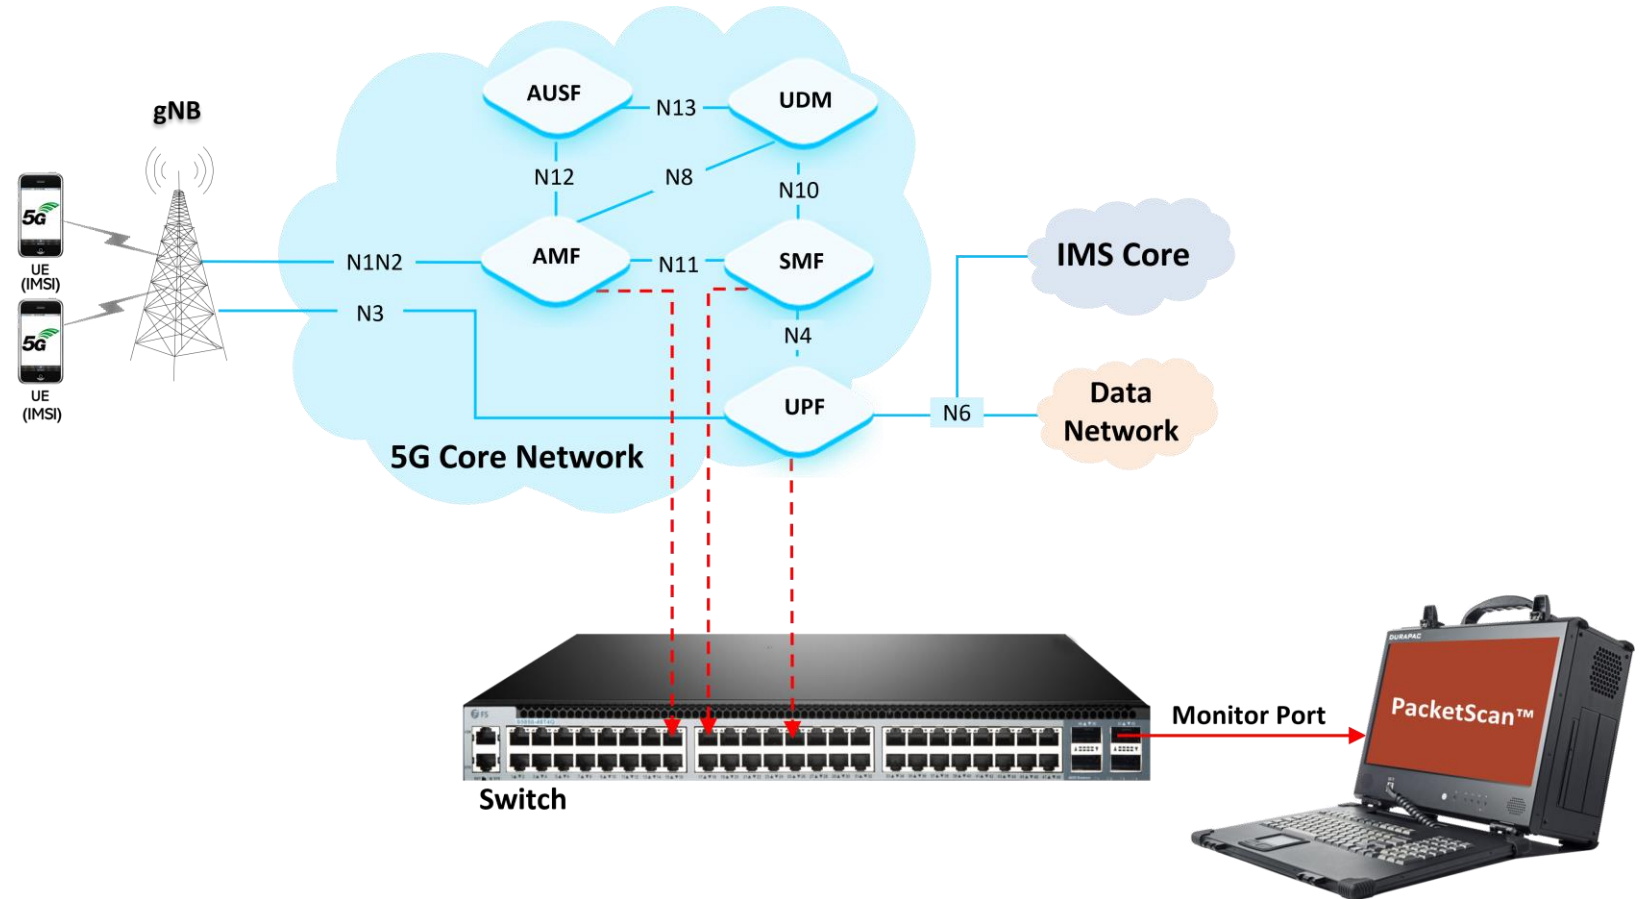 AUSF
N13
UDM
gNB
N12
N8
N10
5G
UE
(IMSI)
N1N2
AMF
N11
SMF
IMS Core
N3
N4
5G
UE
(IMSI)
UPF
N6
Data
Network
5G Core Network
DURAPAC
PacketScan™
Monitor Port
FS
Switch